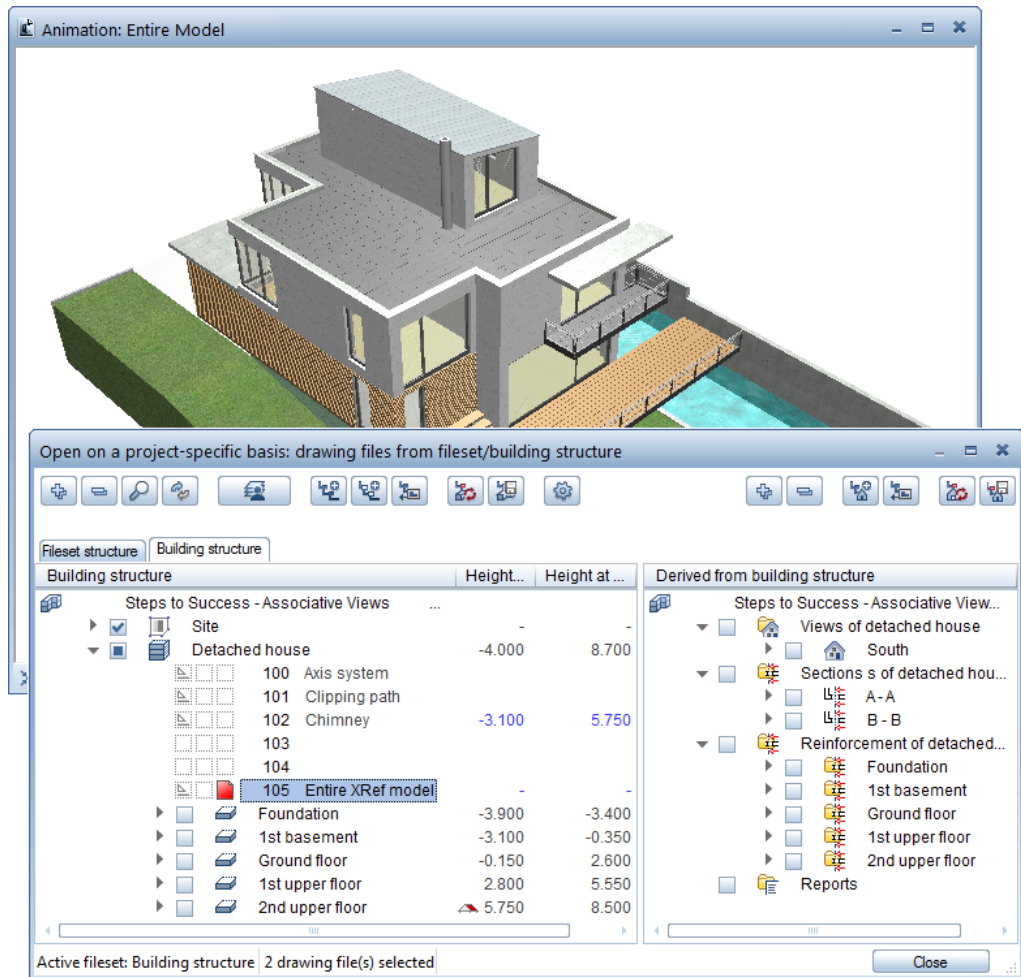 Animation: Entire Model
Open on a project-specific basis: drawing files from fileset/building structure
Fileset structure Building structure
Building structure Height... Height at ... Derived from building structure
Steps to Success - Associative Views ... Steps to Success - Associative View...
Site - - Views of detached house
Detached house -4.000 8.700 South
100 Axis system Sections s of detached hou...
101 Clipping path A - A
102 Chimney -3.100 5.750 B - B
103 Reinforcement of detached...
104 Foundation
105 Entire XRef model - - 1st basement
Foundation -3.900 -3.400 Ground floor
1st basement -3.100 -0.350 1st upper floor
Ground floor -0.150 2.600 2nd upper floor
1st upper floor 2.800 5.550 Reports
2nd upper floor 5.750 8.500
Active fileset: Building structure 2 drawing file(s) selected Close